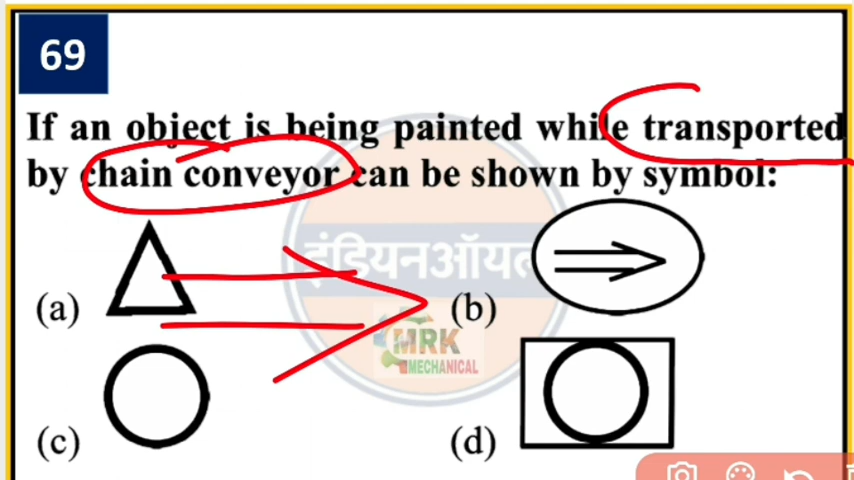 69
If an object is being painted while transported
by chain conveyor can be shown by symbol:
इंडियनऑयल
(a)
(b)
MRK
MECHANICAL
(c)
(d)